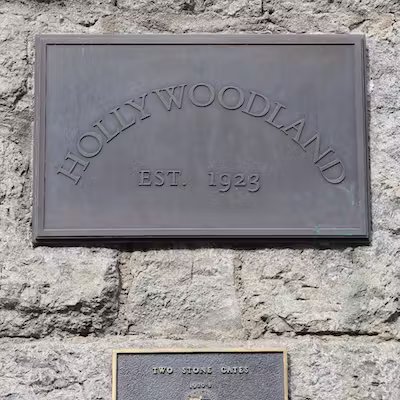 HOLLYWOODLAND
EST. 1923
TWO STONE GATES